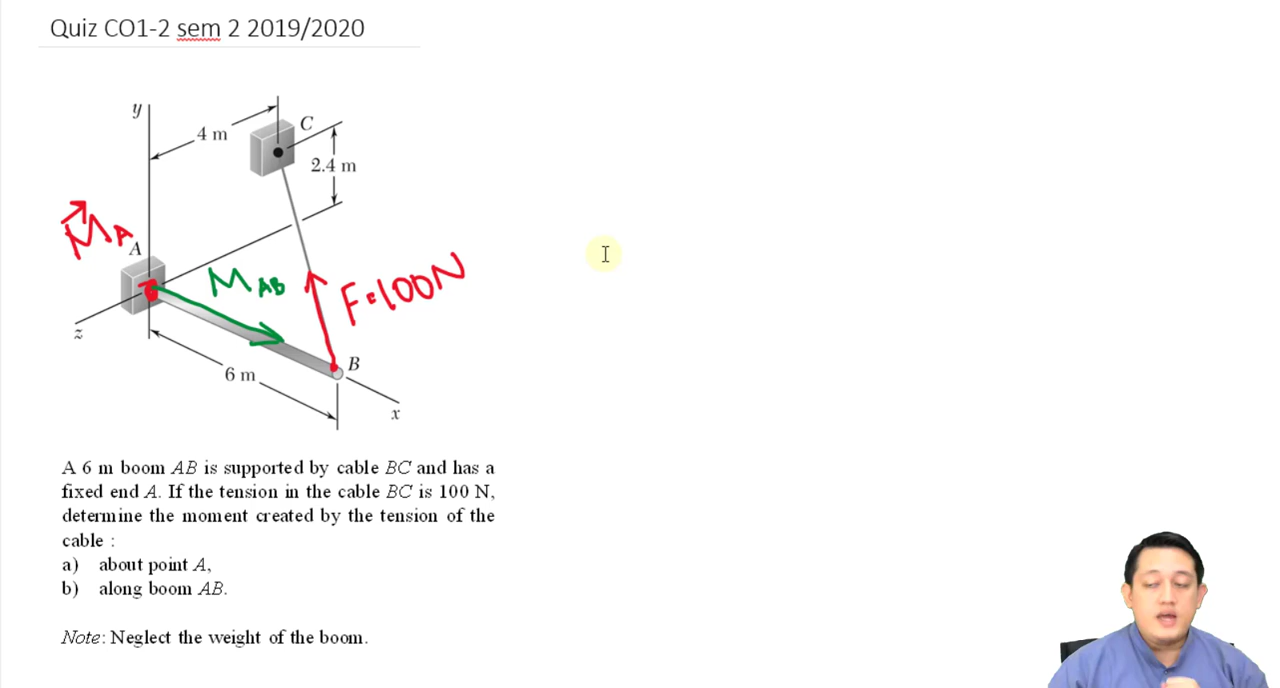 Quiz CO1-2 sem 2 2019/2020
y
4 m
C
2.4 m
MA
A
MAB
F=100N
z
B
6 m
x
A 6 m boom AB is supported by cable BC and has a
fixed end A. If the tension in the cable BC is 100 N,
determine the moment created by the tension of the
cable :
a) about point A,
b) along boom AB.
Note: Neglect the weight of the boom.